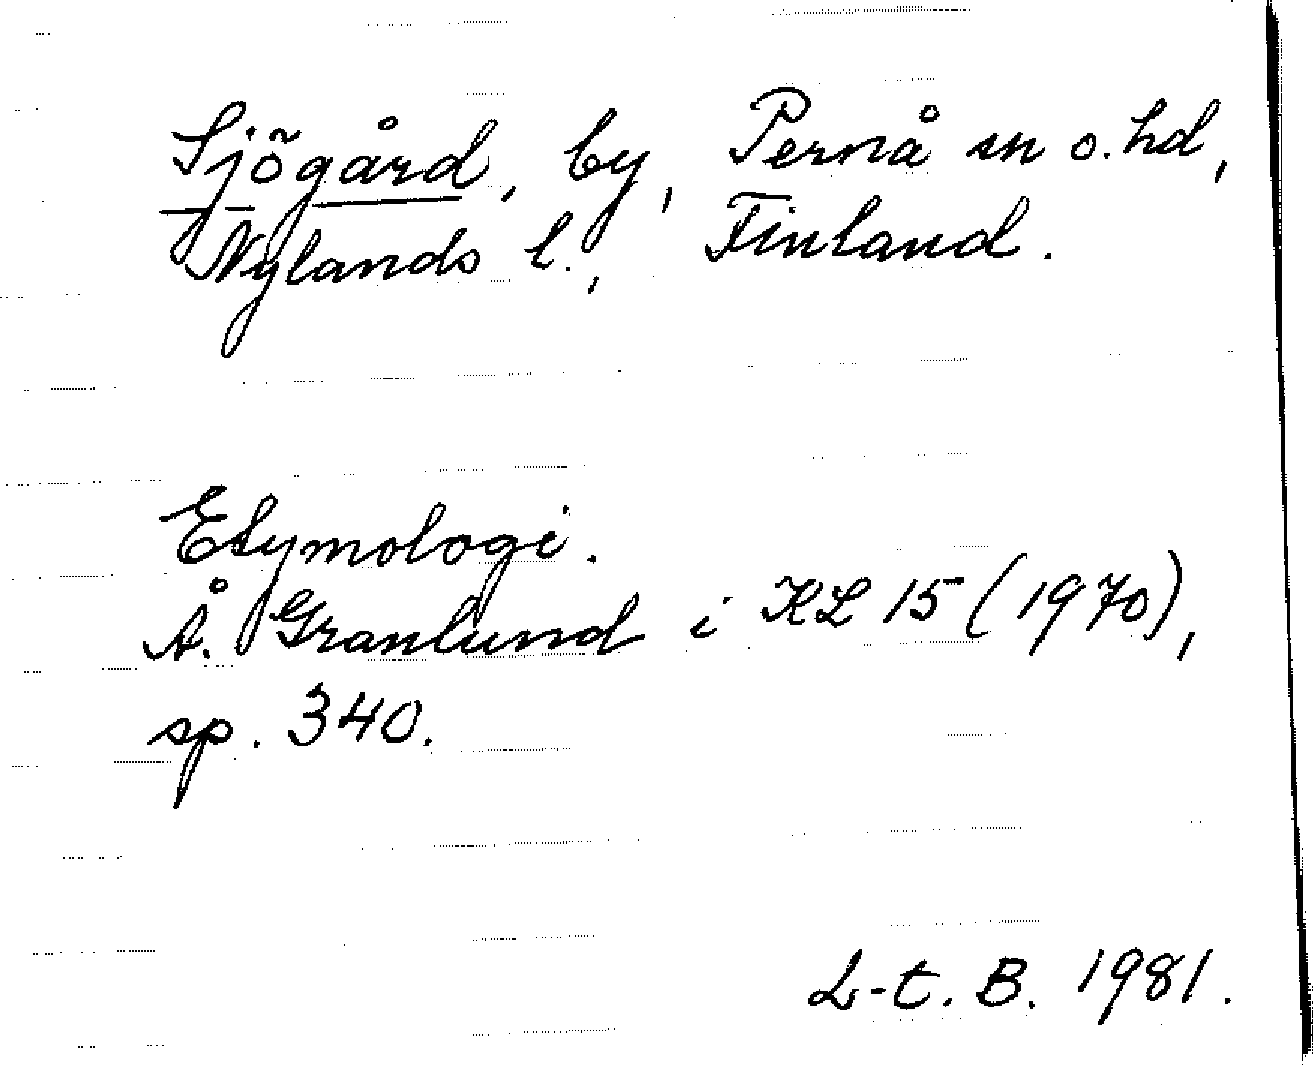 Sjögård, by, Pernå sn o. hd,
Nylands l., Finland.
Etymologi.
Å. Granlund i KL 15 (1970),
sp. 340.
L-t. B. 1981.